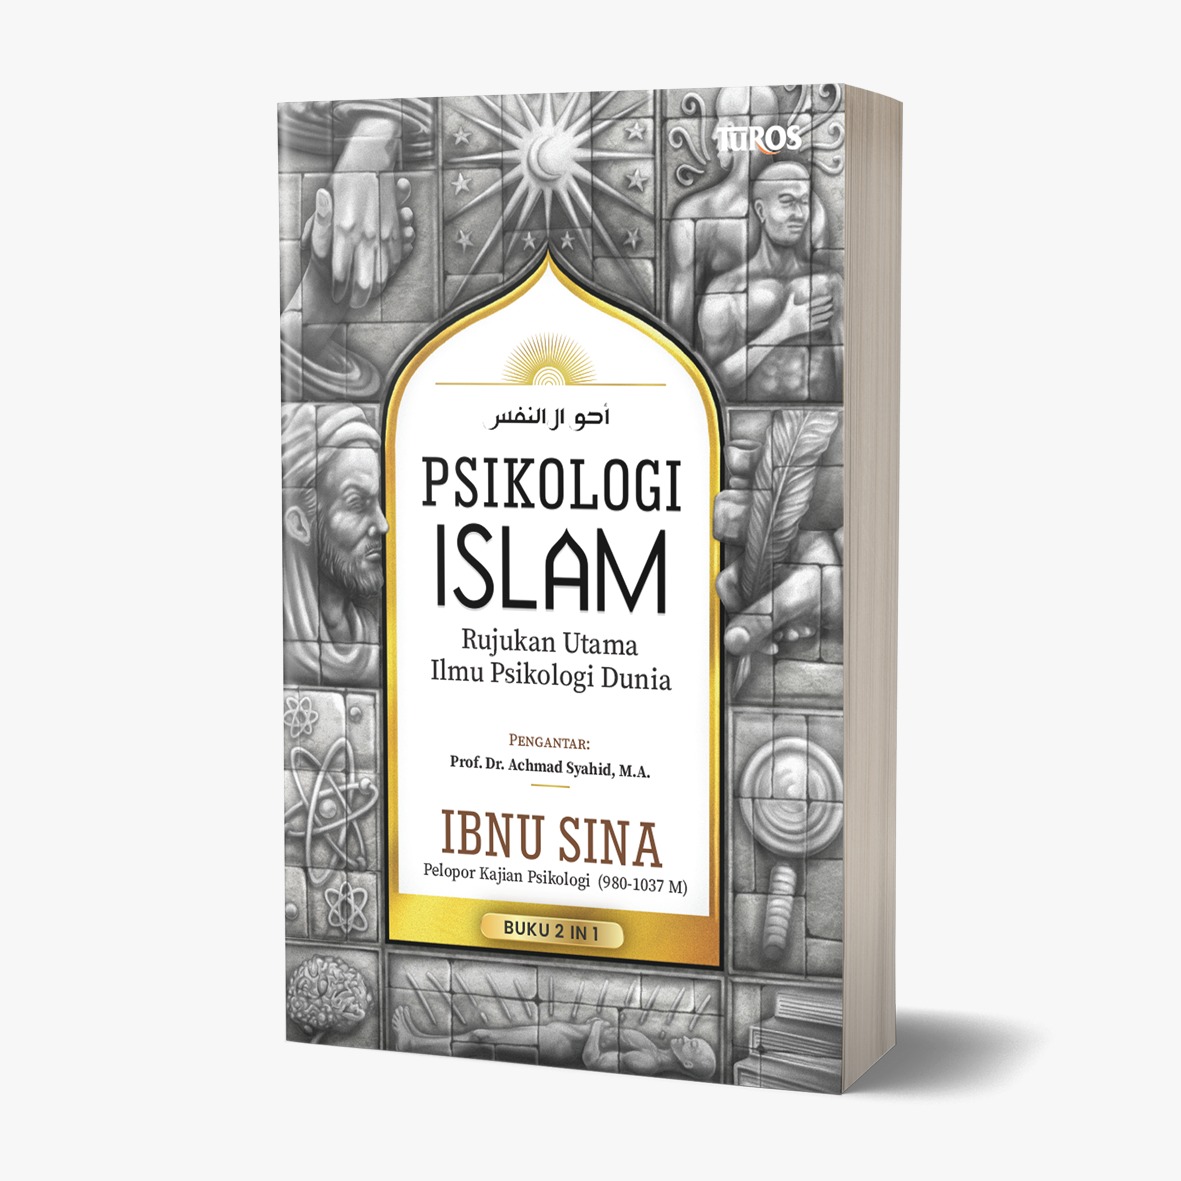 TUROS
أحوال النفس
PSIKOLOGI
ISLAM
Rujukan Utama
Ilmu Psikologi Dunia
PENGANTAR:
Prof. Dr. Achmad Syahid, M.A.
IBNU SINA
Pelopor Kajian Psikologi (980-1037 M)
BUKU 2 IN 1